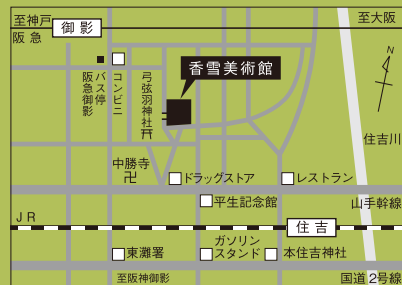 至神戸
御影
至大阪
阪急
香雪美術館
N
コンビニ
バス停
阪急御影
弓弦羽神社
住吉川
中勝寺
ドラッグストア
レストラン
平生記念館
山手幹線
JR
住吉
東灘署
ガソリン
スタンド
本住吉神社
至阪神御影
国道2号線